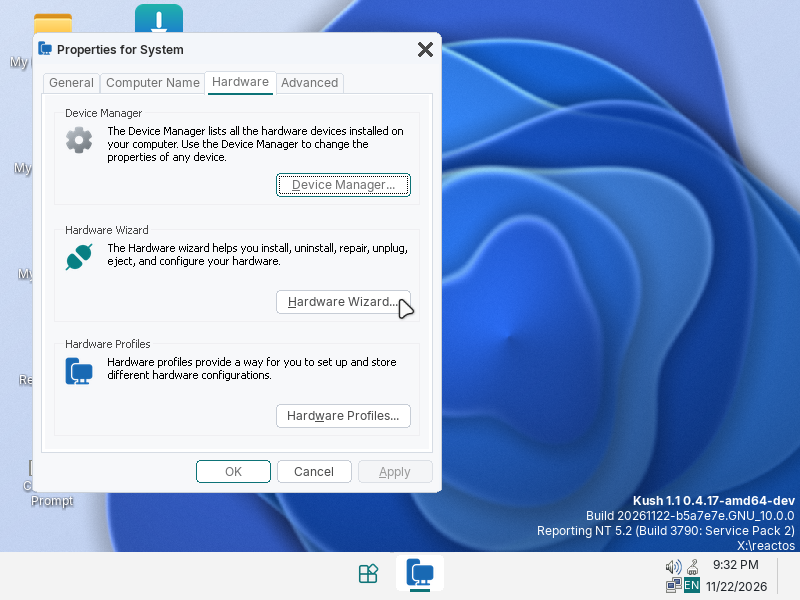 Properties for System
General
Computer Name
Hardware
Advanced
Device Manager
The Device Manager lists all the hardware devices installed on
your computer. Use the Device Manager to change the
properties of any device.
Device Manager...
Hardware Wizard
The Hardware wizard helps you install, uninstall, repair, unplug,
eject, and configure your hardware.
Hardware Wizard...
Hardware Profiles
Hardware profiles provide a way for you to set up and store
different hardware configurations.
Hardware Profiles...
OK
Cancel
Apply
My
My
My
Prompt
Kush 1.1 0.4.17-amd64-dev
Build 20261122-b5a7e7e.GNU_10.0.0
Reporting NT 5.2 (Build 3790: Service Pack 2)
X:\reactos
9:32 PM
EN
11/22/2026